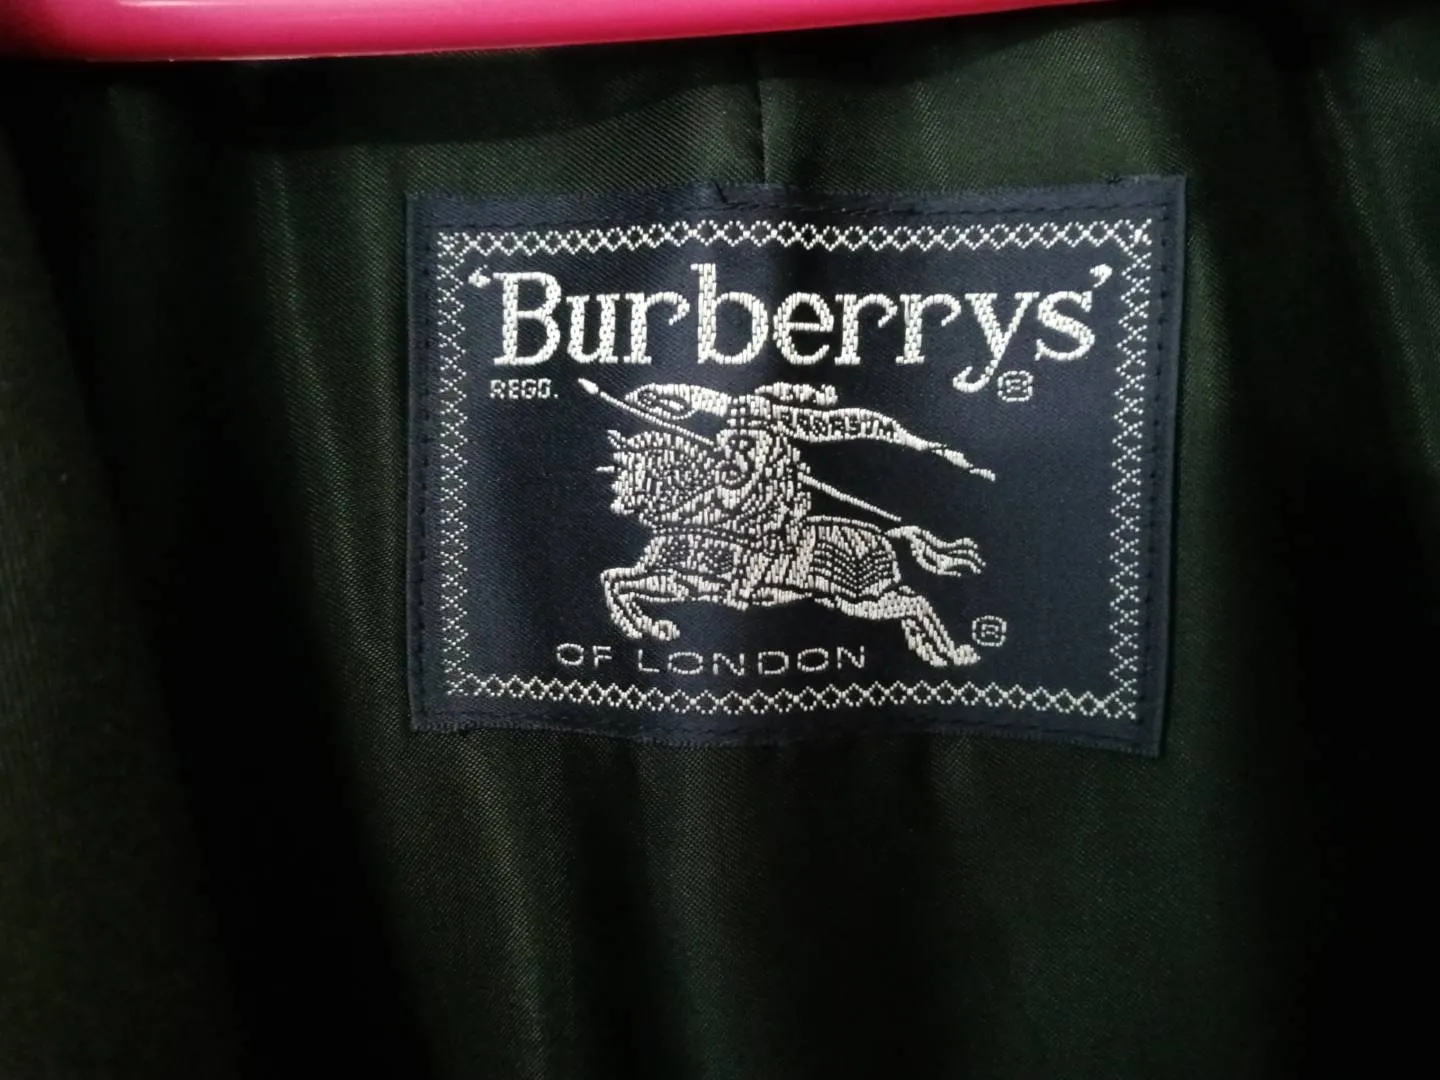 'Burberrys'
REGD. ®
PRORSUM
®
OF LONDON